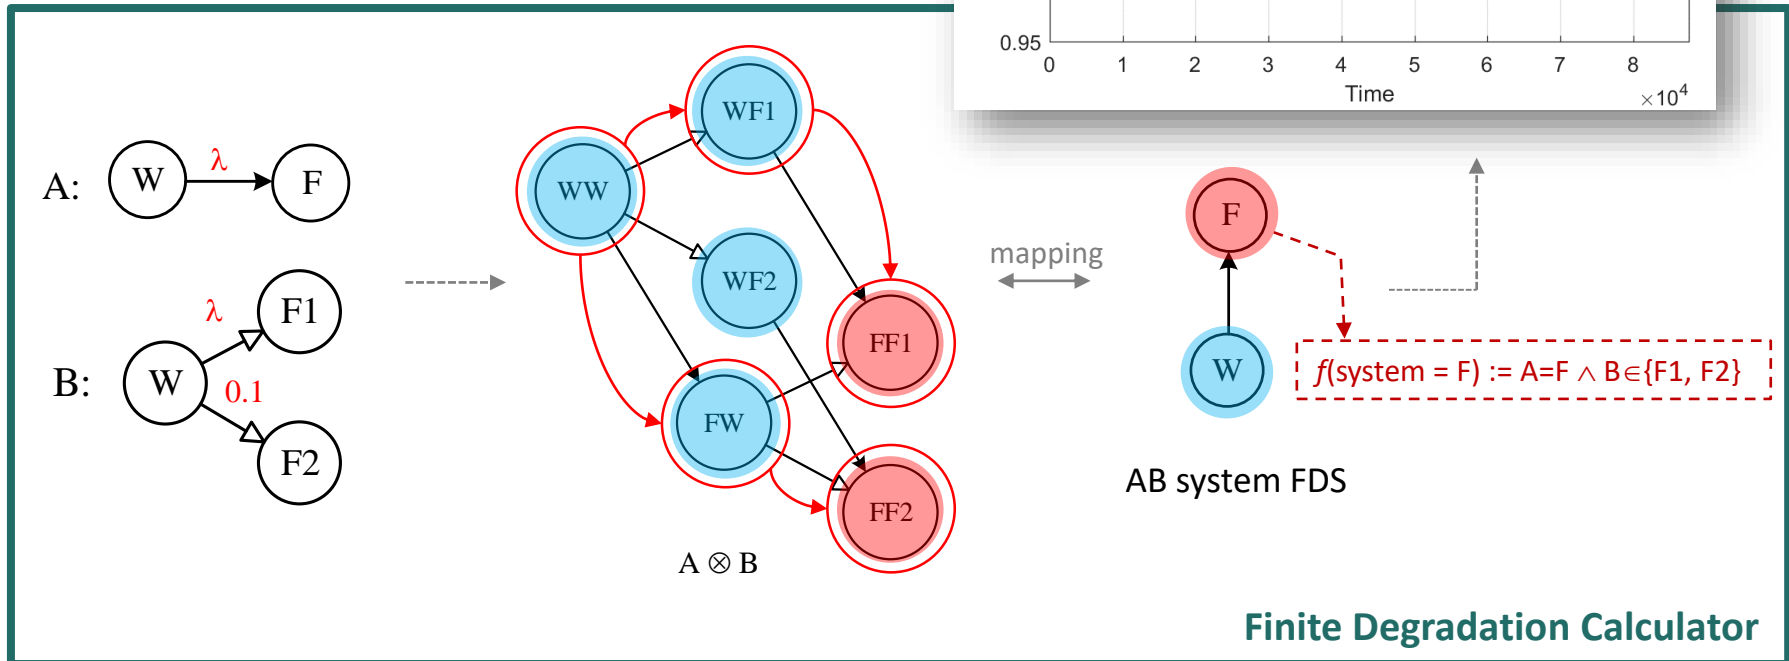 0.95
0 1 2 3 4 5 6 7 8
Time
×10⁴
A:
W
λ
F
B:
W
λ
0.1
F1
F2
WW
WF1
WF2
FW
FF1
FF2
A ⊗ B
mapping
F
W
f(system = F) := A=F ∧ B∈{F1, F2}
AB system FDS
Finite Degradation Calculator